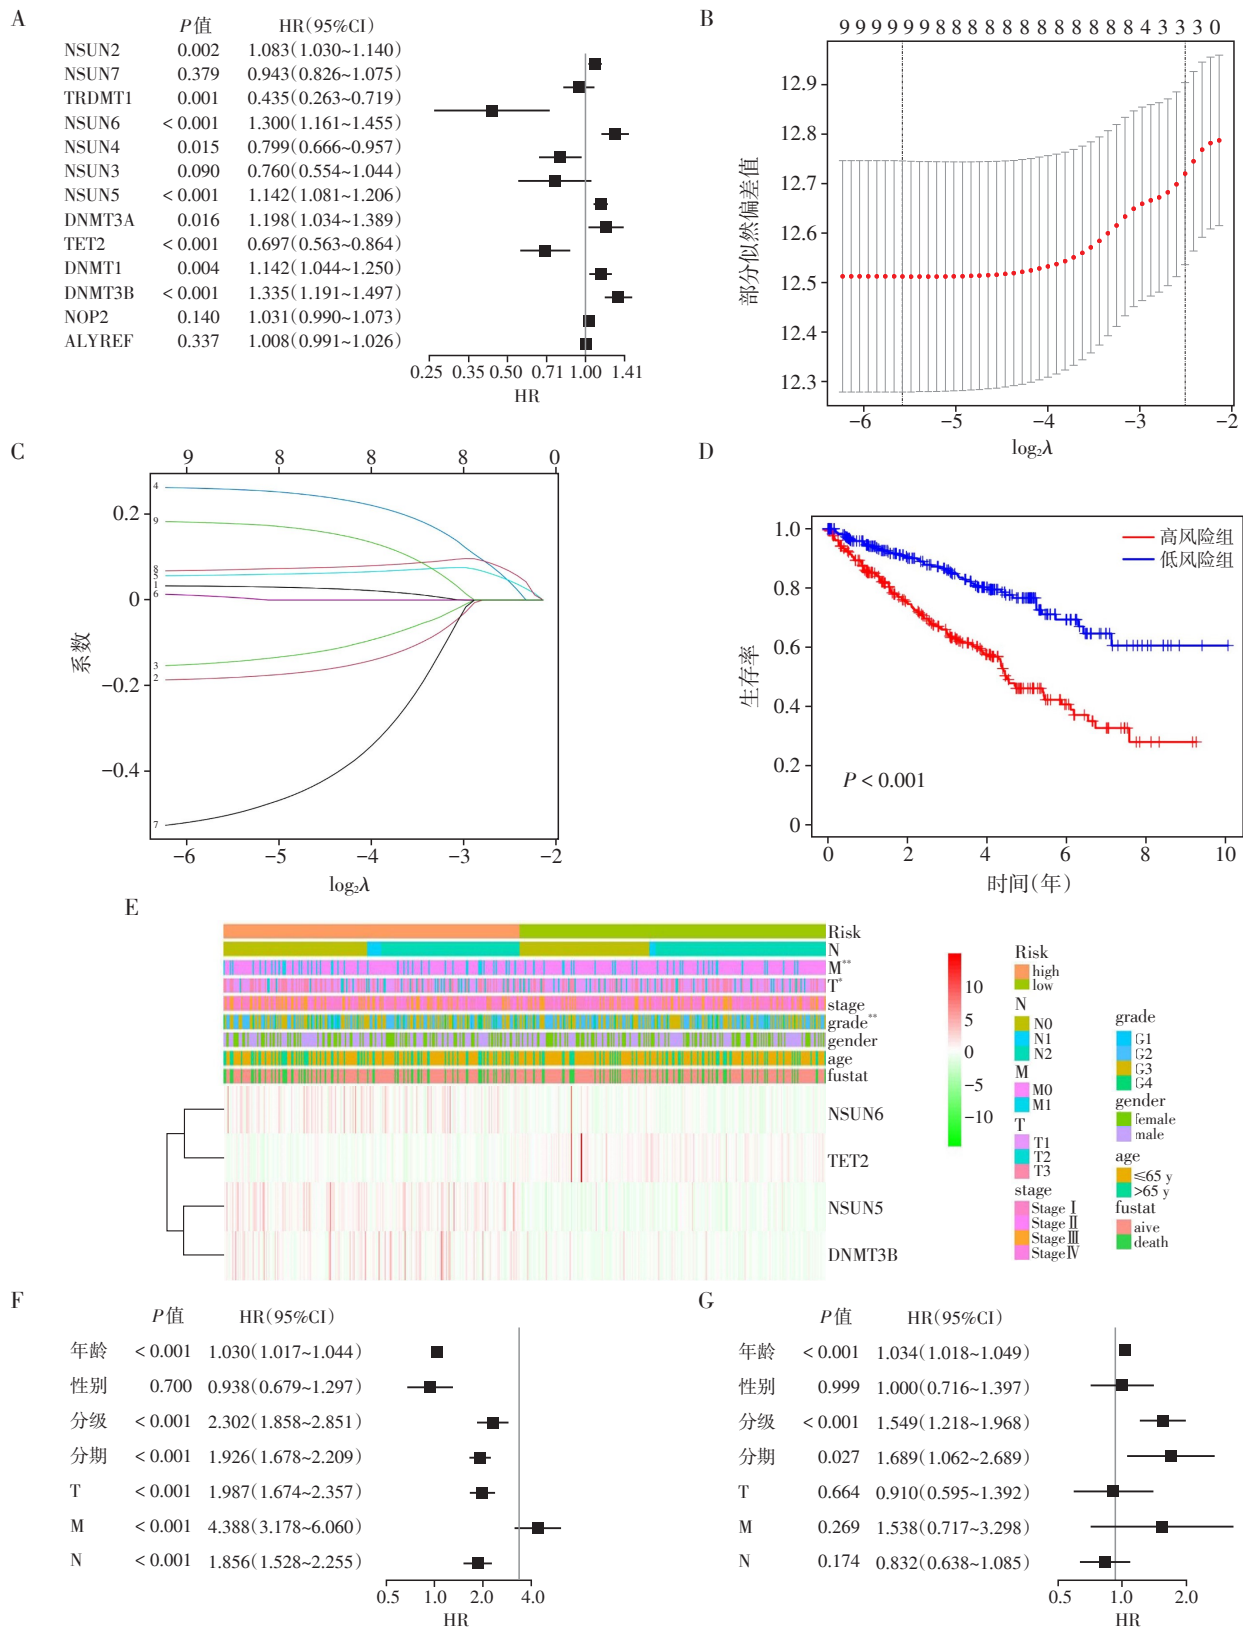 A
P值 HR(95%CI)
NSUN2 0.002 1.083(1.030~1.140)
NSUN7 0.379 0.943(0.826~1.075)
TRDMT1 0.001 0.435(0.263~0.719)
NSUN6 < 0.001 1.300(1.161~1.455)
NSUN4 0.015 0.799(0.666~0.957)
NSUN3 0.090 0.760(0.554~1.044)
NSUN5 < 0.001 1.142(1.081~1.206)
DNMT3A 0.016 1.198(1.034~1.389)
TET2 < 0.001 0.697(0.563~0.864)
DNMT1 0.004 1.142(1.044~1.250)
DNMT3B < 0.001 1.335(1.191~1.497)
NOP2 0.140 1.031(0.990~1.073)
ALYREF 0.337 1.008(0.991~1.026)
0.25 0.35 0.50 0.71 1.00 1.41
HR
B
9 9 9 9 9 9 8 8 8 8 8 8 8 8 8 8 8 8 4 3 3 3 0
12.9
12.8
12.7
12.6
12.5
12.4
12.3
部分似然偏差值
−6 −5 −4 −3 −2
log₂λ
C
9 8 8 8 0
0.2
0
−0.2
−0.4
系数
4
9
8
5
1
6
3
2
7
−6 −5 −4 −3 −2
log₂λ
D
1.0
0.8
0.6
0.4
0.2
0
生存率
高风险组
低风险组
P < 0.001
0 2 4 6 8 10
时间(年)
E
Risk
N
M**
T*
stage
grade**
gender
age
fustat
NSUN6
TET2
NSUN5
DNMT3B
10
5
0
−5
−10
Risk
high
low
N
N0
N1
N2
M
M0
M1
T
T1
T2
T3
stage
Stage Ⅰ
Stage Ⅱ
Stage Ⅲ
Stage Ⅳ
grade
G1
G2
G3
G4
gender
female
male
age
≤65 y
>65 y
fustat
aive
death
F
P值 HR(95%CI)
年龄 < 0.001 1.030(1.017~1.044)
性别 0.700 0.938(0.679~1.297)
分级 < 0.001 2.302(1.858~2.851)
分期 < 0.001 1.926(1.678~2.209)
T < 0.001 1.987(1.674~2.357)
M < 0.001 4.388(3.178~6.060)
N < 0.001 1.856(1.528~2.255)
0.5 1.0 2.0 4.0
HR
G
P值 HR(95%CI)
年龄 < 0.001 1.034(1.018~1.049)
性别 0.999 1.000(0.716~1.397)
分级 < 0.001 1.549(1.218~1.968)
分期 0.027 1.689(1.062~2.689)
T 0.664 0.910(0.595~1.392)
M 0.269 1.538(0.717~3.298)
N 0.174 0.832(0.638~1.085)
0.5 1.0 2.0
HR